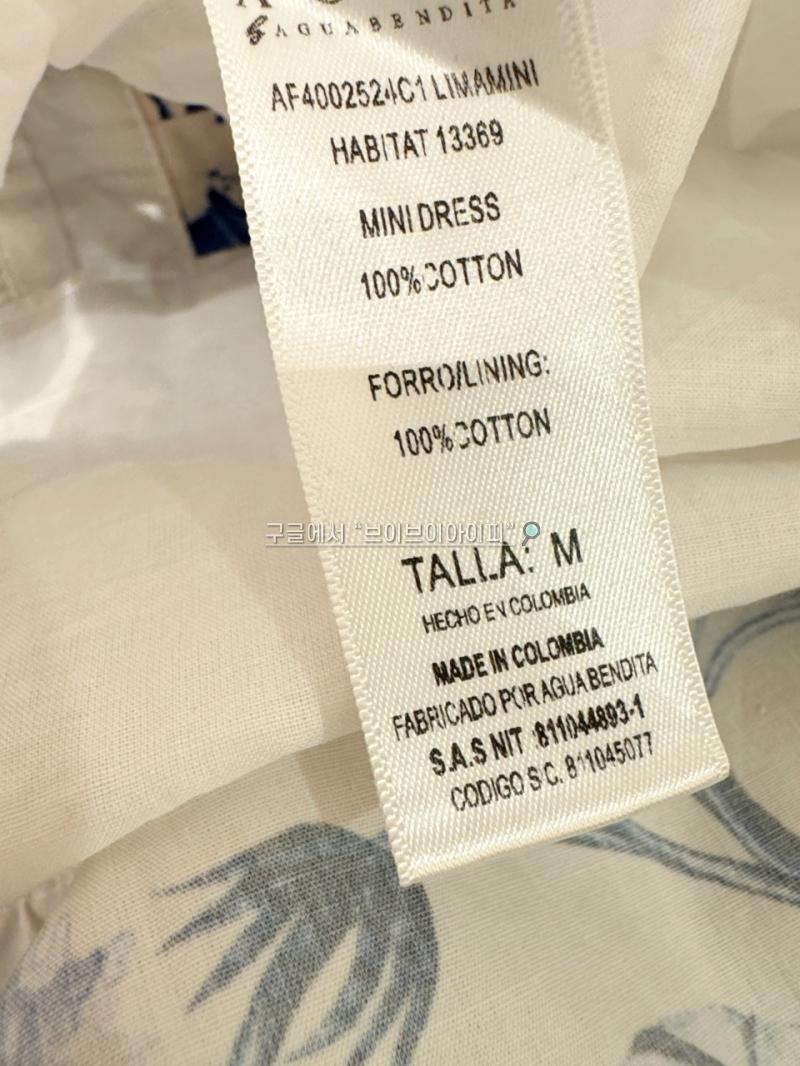 AGUABENDITA
AF4002524C1 LIMAMINI
HABITAT 13369
MINI DRESS
100%COTTON
FORRO/LINING:
100%COTTON
구글에서 “브이브이아이피”
TALLA: M
HECHO EN COLOMBIA
MADE IN COLOMBIA
FABRICADO POR AGUA BENDITA
S.A.S NIT 811044893-1
CODIGO S.C. 811045077